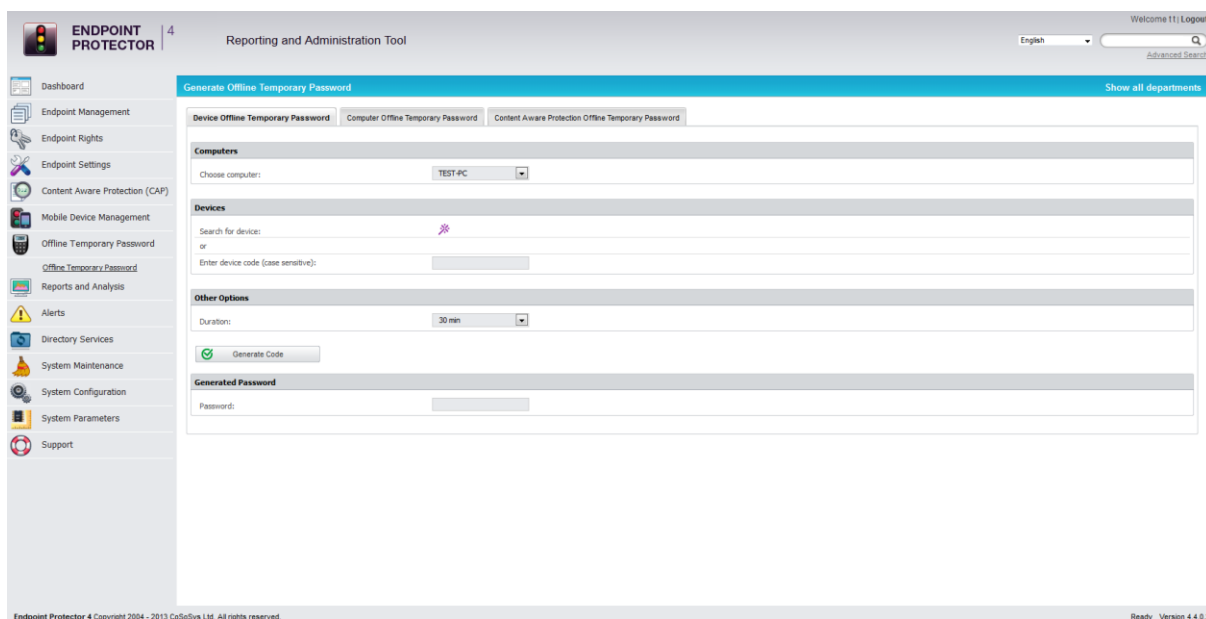 Welcome t t | Logout
ENDPOINT PROTECTOR 4
Reporting and Administration Tool
English
Advanced Search
Dashboard
Endpoint Management
Endpoint Rights
Endpoint Settings
Content Aware Protection (CAP)
Mobile Device Management
Offline Temporary Password
Offline Temporary Password
Reports and Analysis
Alerts
Directory Services
System Maintenance
System Configuration
System Parameters
Support
Generate Offline Temporary Password Show all departments
Device Offline Temporary Password Computer Offline Temporary Password Content Aware Protection Offline Temporary Password
Computers
Choose computer: TEST-PC
Devices
Search for device:
or
Enter device code (case sensitive):
Other Options
Duration: 30 min
Generate Code
Generated Password
Password:
Endpoint Protector 4 Copyright 2004 - 2013 CoSoSys Ltd. All rights reserved. Ready Version 4.4.0.